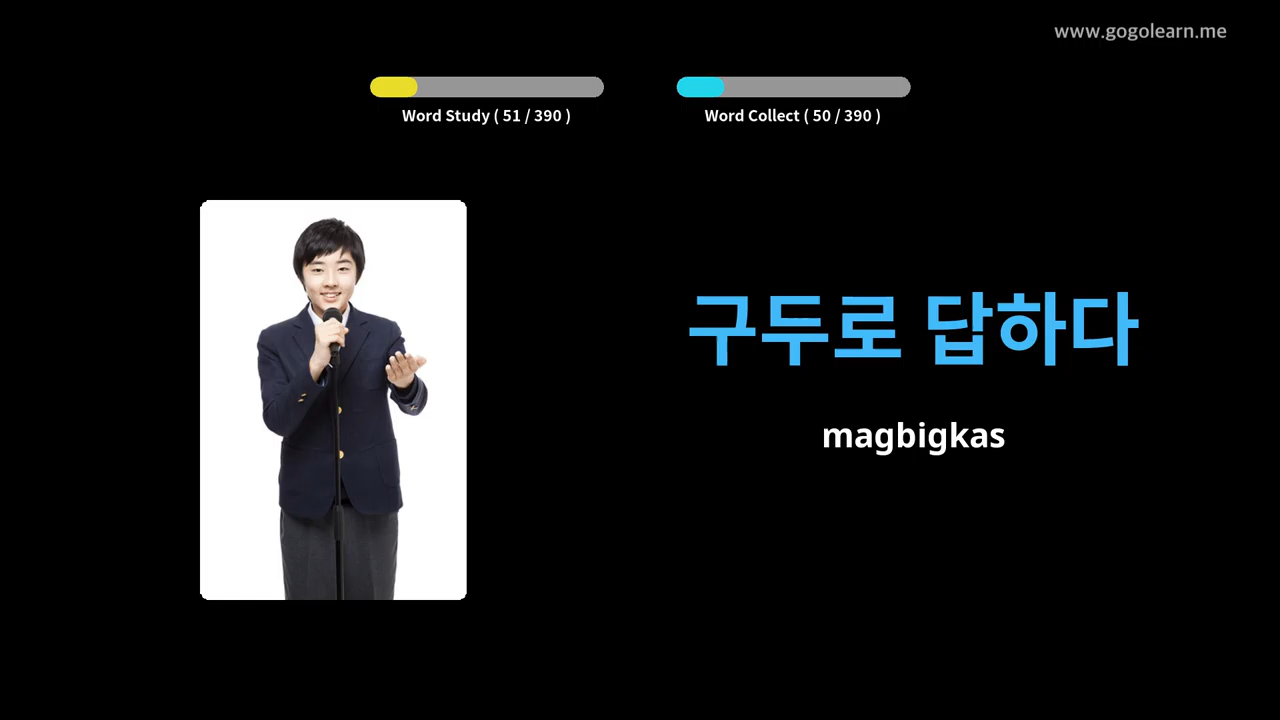 www.gogolearn.me
Word Study ( 51 / 390 )
Word Collect ( 50 / 390 )
구두로 답하다
magbigkas